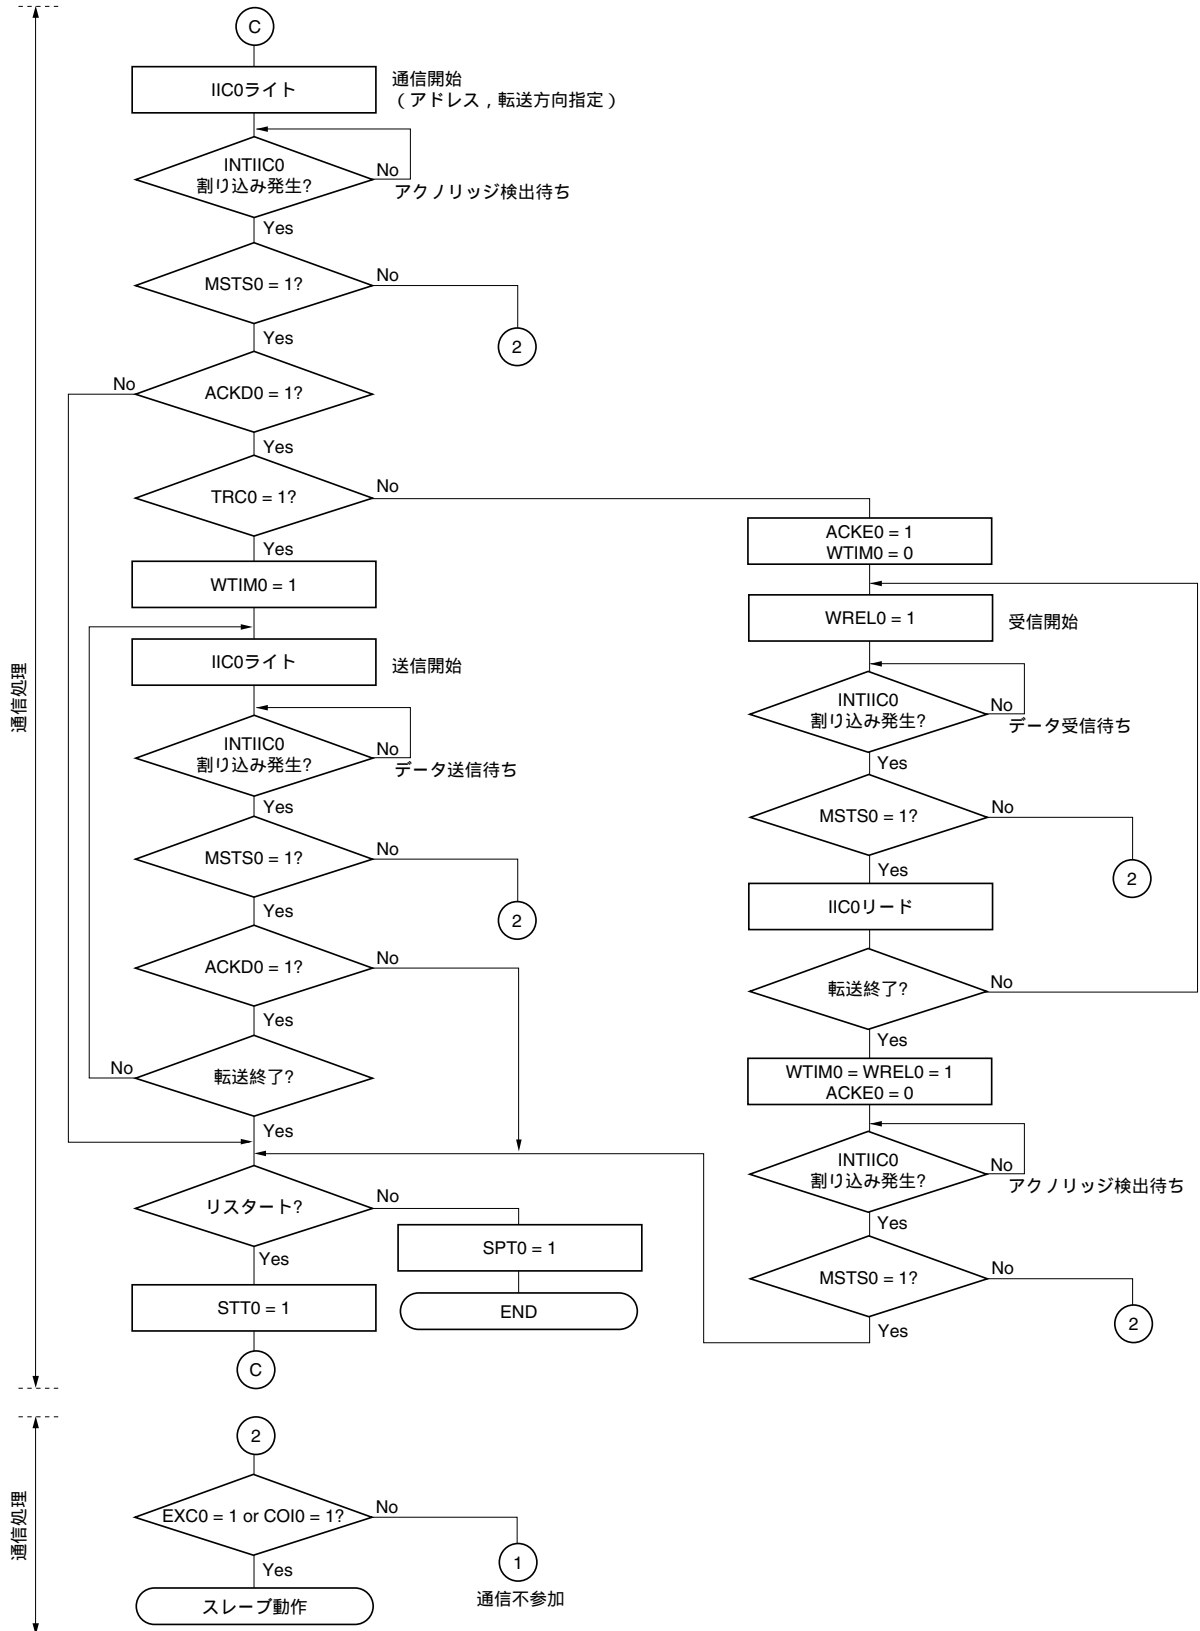 C
IIC0ライト
通信開始
（アドレス，転送方向指定）
INTIIC0
割り込み発生?
No
アクノリッジ検出待ち
Yes
MSTS0 = 1?
No
2
Yes
ACKD0 = 1?
No
Yes
TRC0 = 1?
No
Yes
WTIM0 = 1
IIC0ライト
送信開始
INTIIC0
割り込み発生?
No
データ送信待ち
Yes
MSTS0 = 1?
No
2
Yes
ACKD0 = 1?
No
Yes
転送終了?
No
Yes
ACKE0 = 1
WTIM0 = 0
WREL0 = 1
受信開始
INTIIC0
割り込み発生?
No
データ受信待ち
Yes
MSTS0 = 1?
No
2
Yes
IIC0リード
転送終了?
No
Yes
WTIM0 = WREL0 = 1
ACKE0 = 0
INTIIC0
割り込み発生?
No
アクノリッジ検出待ち
Yes
MSTS0 = 1?
No
2
Yes
リスタート?
No
SPT0 = 1
END
Yes
STT0 = 1
C
通信処理
2
EXC0 = 1 or COI0 = 1?
No
1
通信不参加
Yes
スレーブ動作
通信処理